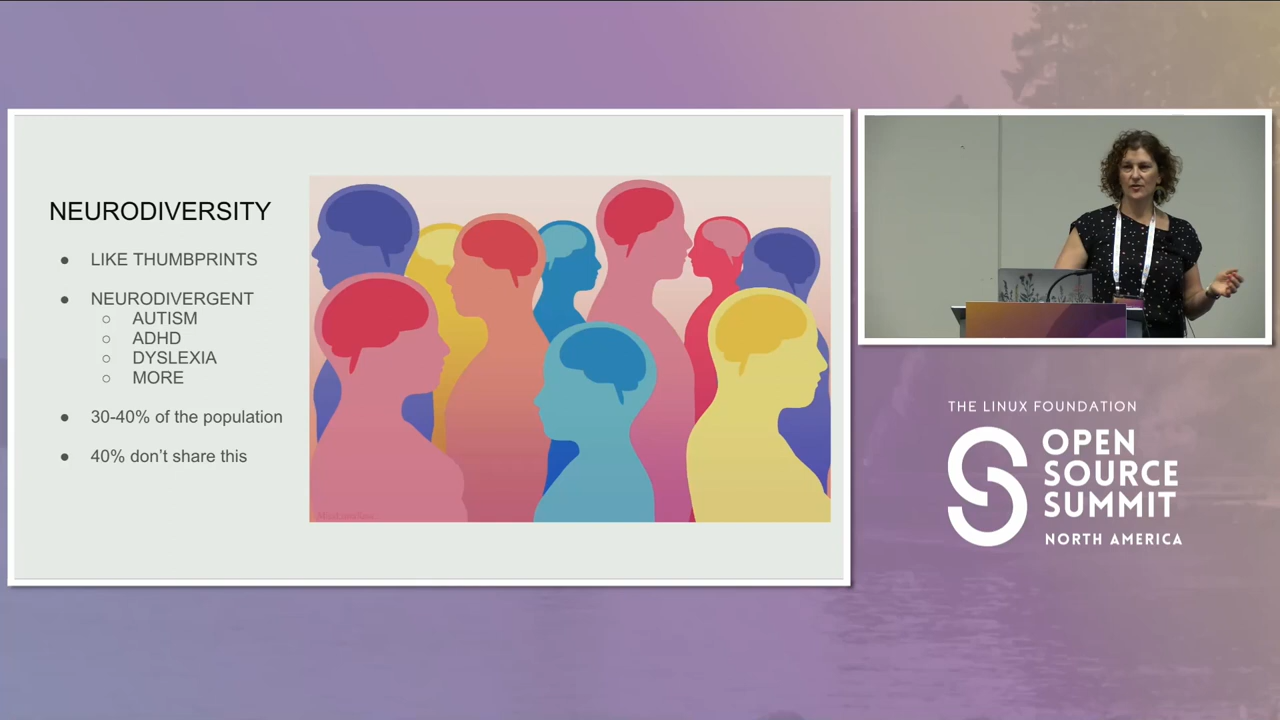 NEURODIVERSITY
● LIKE THUMBPRINTS
● NEURODIVERGENT
○ AUTISM
○ ADHD
○ DYSLEXIA
○ MORE
● 30-40% of the population
● 40% don't share this
THE LINUX FOUNDATION
OPEN
SOURCE
SUMMIT
NORTH AMERICA